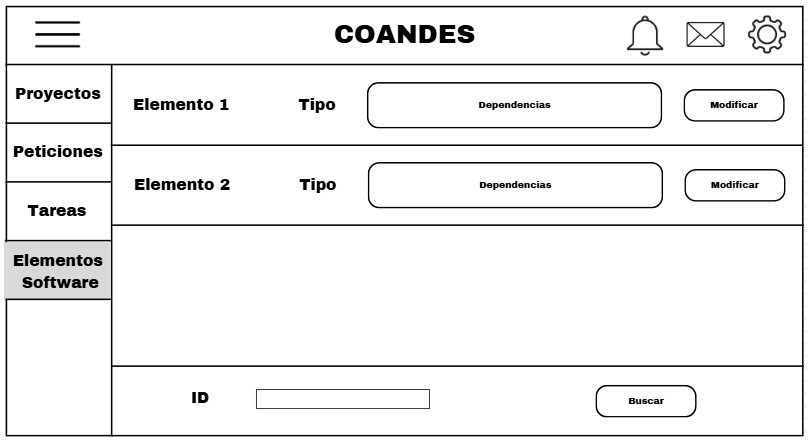 COANDES
Proyectos
Peticiones
Tareas
Elementos
Software
Elemento 1 Tipo Dependencias Modificar
Elemento 2 Tipo Dependencias Modificar
ID Buscar